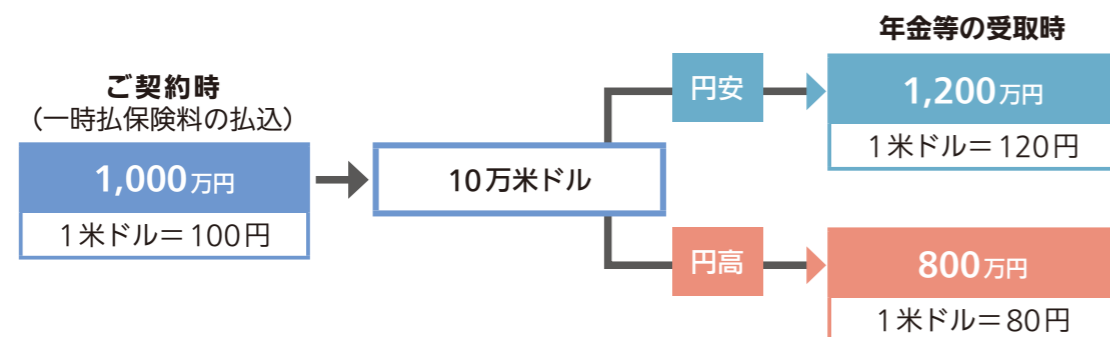 ご契約時
（一時払保険料の払込）
1,000万円
1米ドル＝100円
10万米ドル
円安
円高
年金等の受取時
1,200万円
1米ドル＝120円
800万円
1米ドル＝80円